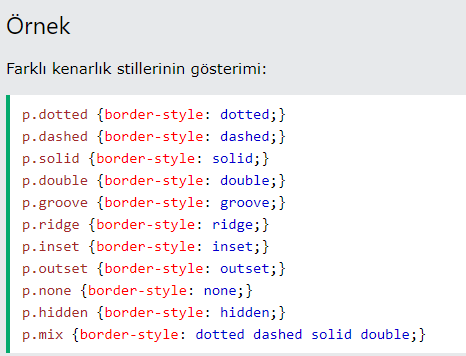 Örnek
Farklı kenarlık stillerinin gösterimi:
p.dotted {border-style: dotted;}
p.dashed {border-style: dashed;}
p.solid {border-style: solid;}
p.double {border-style: double;}
p.groove {border-style: groove;}
p.ridge {border-style: ridge;}
p.inset {border-style: inset;}
p.outset {border-style: outset;}
p.none {border-style: none;}
p.hidden {border-style: hidden;}
p.mix {border-style: dotted dashed solid double;}